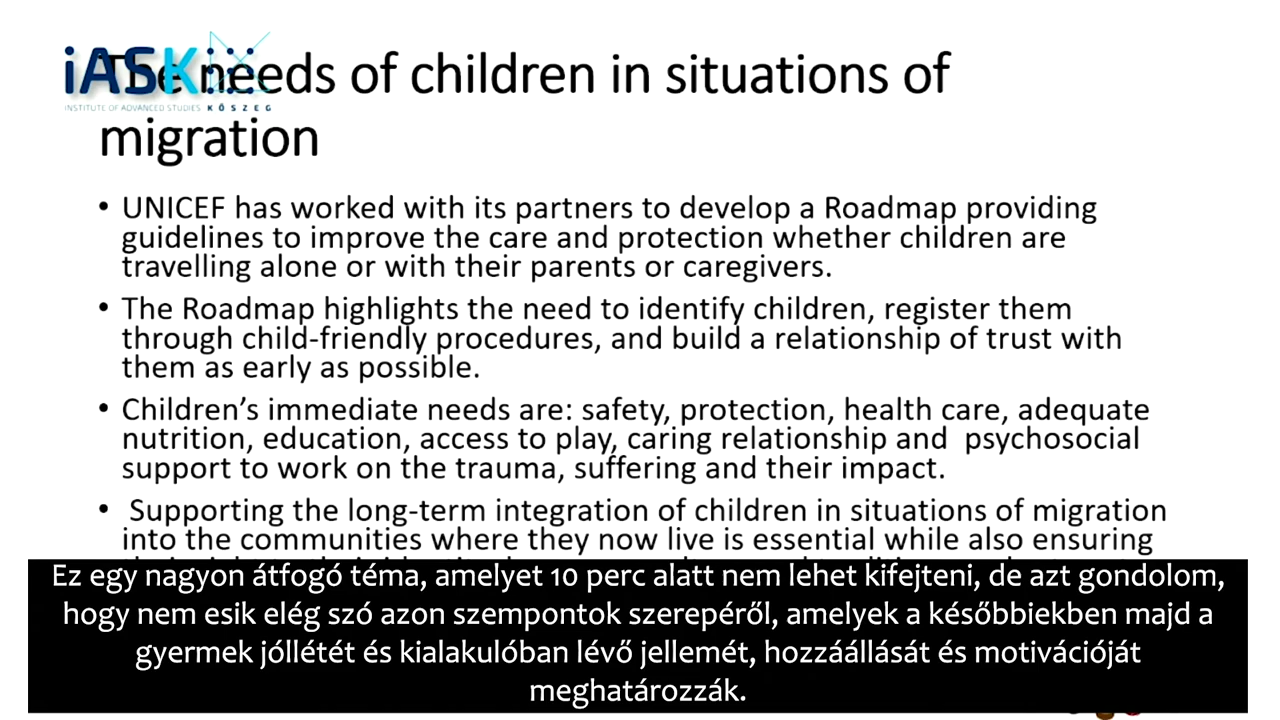 iASK
INSTITUTE OF ADVANCED STUDIES KŐSZEG
The needs of children in situations of
migration
• UNICEF has worked with its partners to develop a Roadmap providing
guidelines to improve the care and protection whether children are
travelling alone or with their parents or caregivers.
• The Roadmap highlights the need to identify children, register them
through child-friendly procedures, and build a relationship of trust with
them as early as possible.
• Children’s immediate needs are: safety, protection, health care, adequate
nutrition, education, access to play, caring relationship and psychosocial
support to work on the trauma, suffering and their impact.
• Supporting the long-term integration of children in situations of migration
into the communities where they now live is essential while also ensuring
Ez egy nagyon átfogó téma, amelyet 10 perc alatt nem lehet kifejteni, de azt gondolom,
hogy nem esik elég szó azon szempontok szerepéről, amelyek a későbbiekben majd a
gyermek jóllétét és kialakulóban lévő jellemét, hozzáállását és motivációját
meghatározzák.